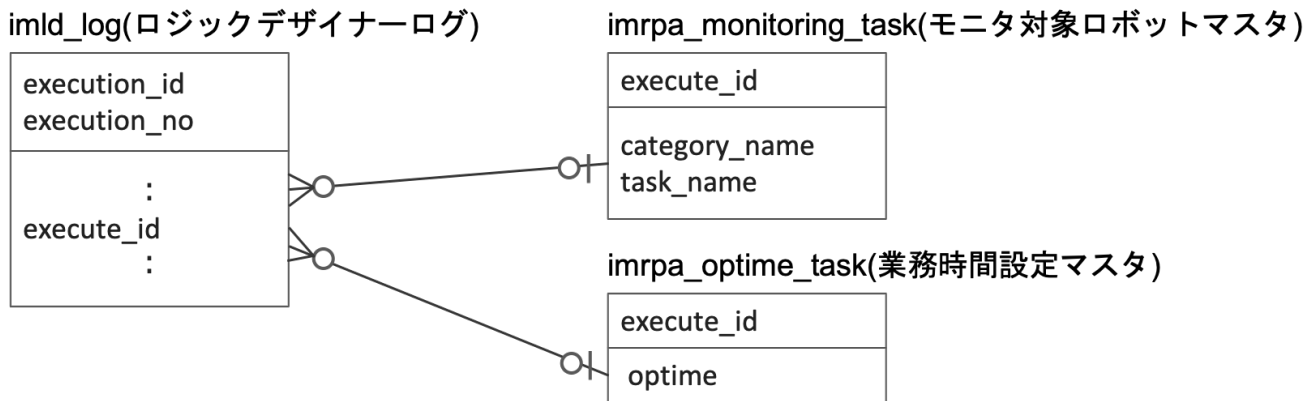 imld_log(ロジックデザイナーログ)
execution_id
execution_no
:
execute_id
:
imrpa_monitoring_task(モニタ対象ロボットマスタ)
execute_id
category_name
task_name
imrpa_optime_task(業務時間設定マスタ)
execute_id
optime